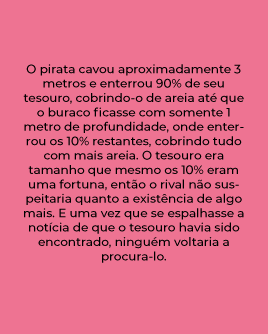 O pirata cavou aproximadamente 3
metros e enterrou 90% de seu
tesouro, cobrindo-o de areia até que
o buraco ficasse com somente 1
metro de profundidade, onde enter-
rou os 10% restantes, cobrindo tudo
com mais areia. O tesouro era
tamanho que mesmo os 10% eram
uma fortuna, então o rival não sus-
peitaria quanto a existência de algo
mais. E uma vez que se espalhasse a
notícia de que o tesouro havia sido
encontrado, ninguém voltaria a
procura-lo.